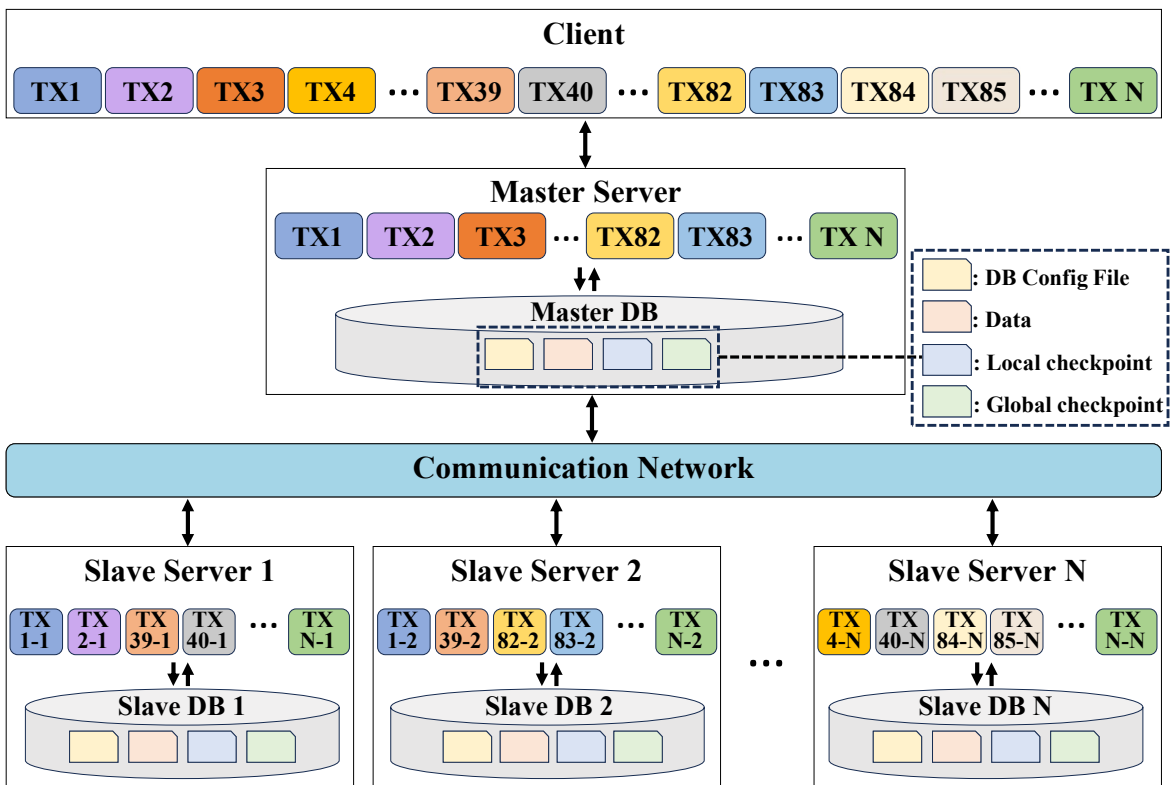 Client
TX1 TX2 TX3 TX4 ... TX39 TX40 ... TX82 TX83 TX84 TX85 ... TX N
Master Server
TX1 TX2 TX3 ... TX82 TX83 ... TX N
Master DB
: DB Config File
: Data
: Local checkpoint
: Global checkpoint
Communication Network
Slave Server 1
TX 1-1 TX 2-1 TX 39-1 TX 40-1 ... TX N-1
Slave DB 1
Slave Server 2
TX 1-2 TX 39-2 TX 82-2 TX 83-2 ... TX N-2
Slave DB 2
...
Slave Server N
TX 4-N TX 40-N TX 84-N TX 85-N ... TX N-N
Slave DB N